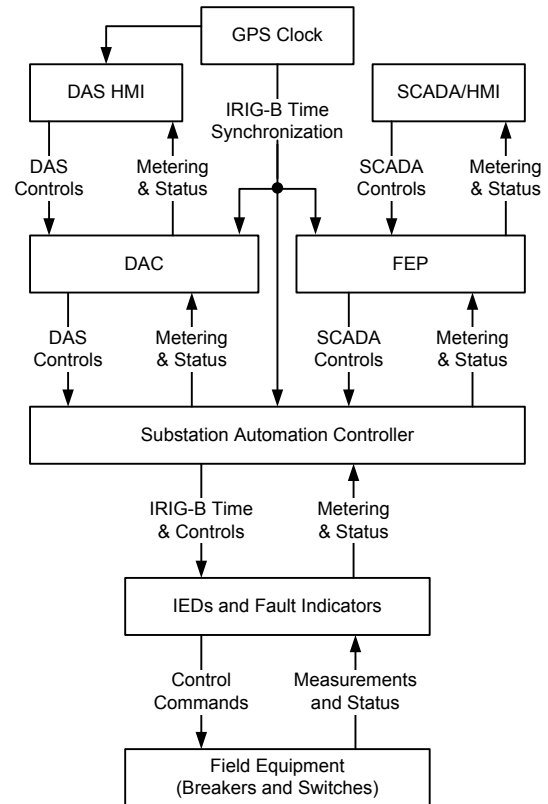 GPS Clock
DAS HMI
SCADA/HMI
IRIG-B Time
Synchronization
DAS
Controls
Metering
& Status
SCADA
Controls
Metering
& Status
DAC
FEP
DAS
Controls
Metering
& Status
SCADA
Controls
Metering
& Status
Substation Automation Controller
IRIG-B Time
& Controls
Metering
& Status
IEDs and Fault Indicators
Control
Commands
Measurements
and Status
Field Equipment
(Breakers and Switches)